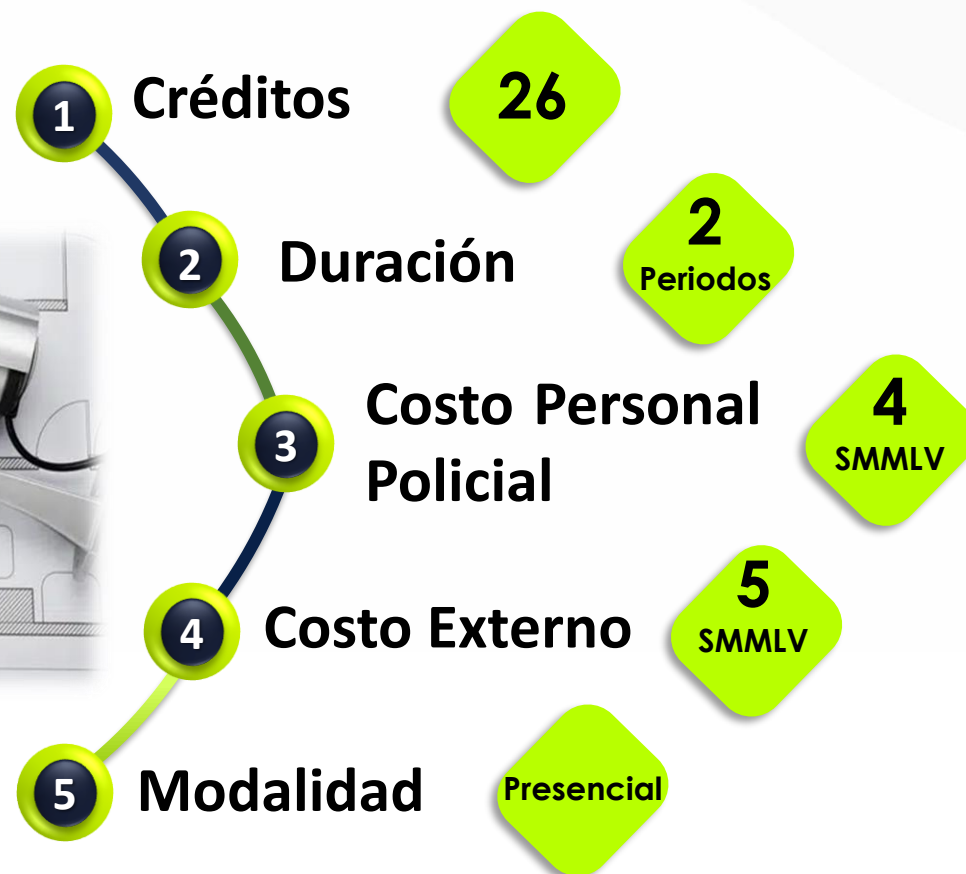 1
Créditos
26
2
Duración
2
Periodos
3
Costo Personal
Policial
4
SMMLV
4
Costo Externo
5
SMMLV
5
Modalidad
Presencial